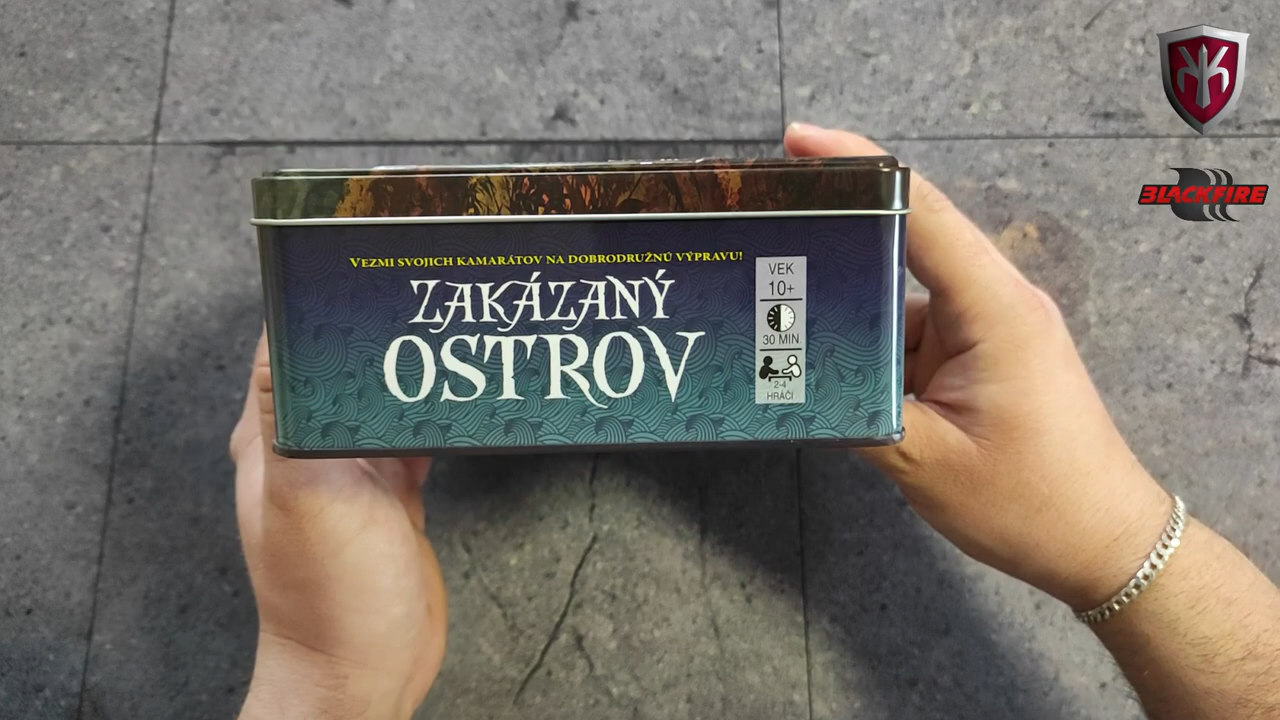 BLACKFIRE
VEZMI SVOJICH KAMARÁTOV NA DOBRODRUŽNÚ VÝPRAVU!
ZAKÁZANÝ
OSTROV
VEK
10+
30 MIN
2-4
HRÁČI